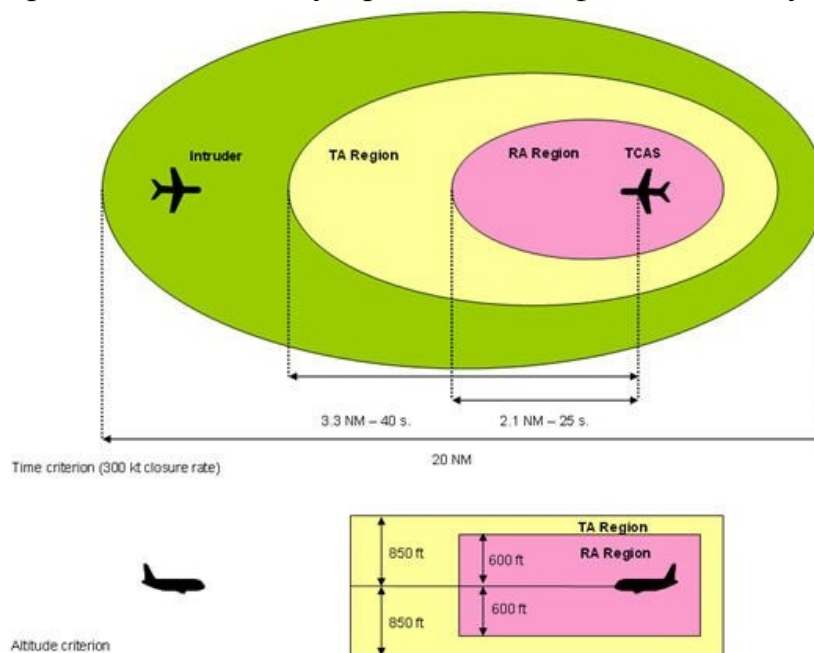 Intruder
TA Region
RA Region
TCAS
3.3 NM – 40 s.
2.1 NM – 25 s.
20 NM
Time criterion (300 kt closure rate)
TA Region
850 ft
600 ft
RA Region
600 ft
850 ft
Altitude criterion